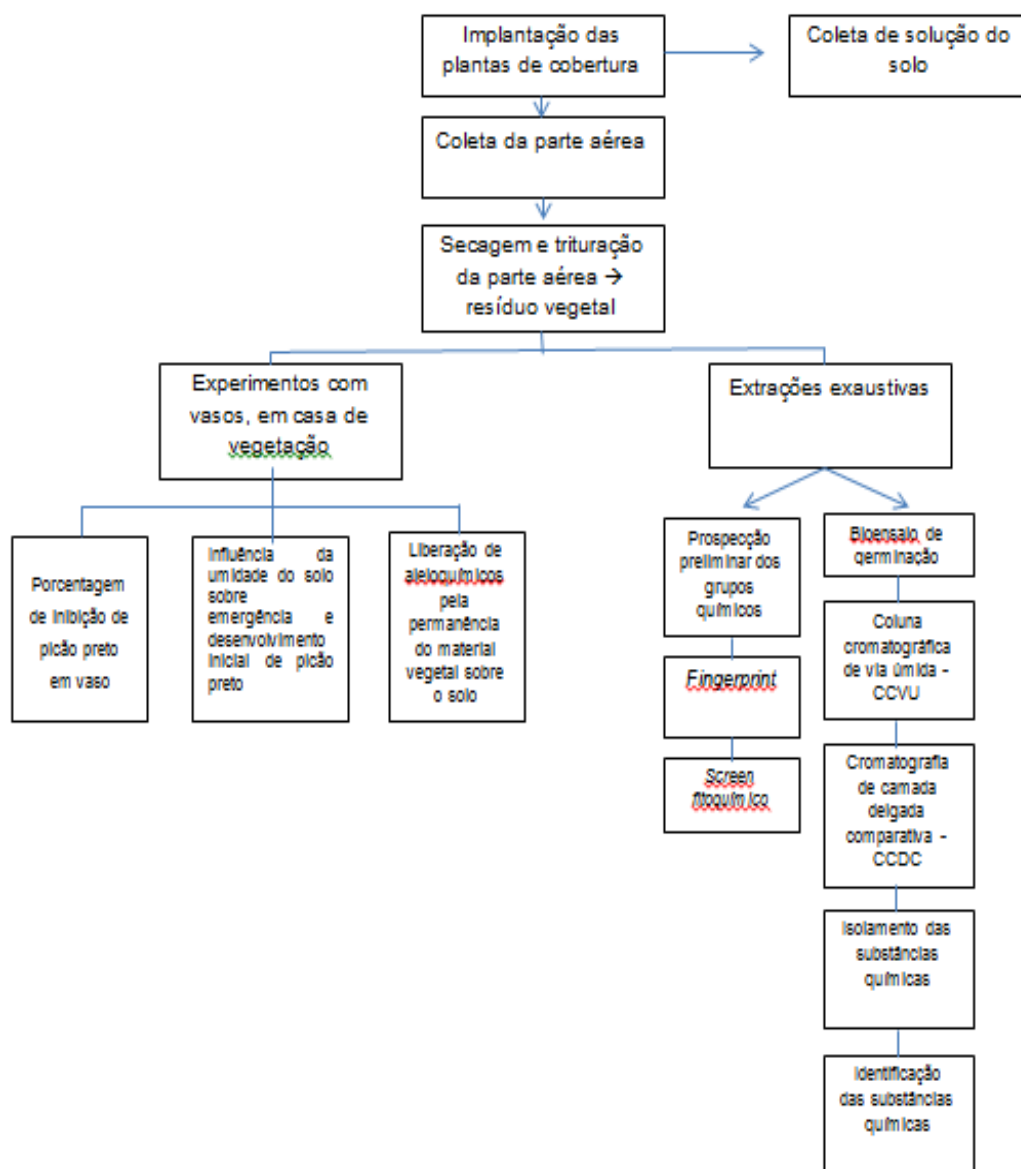 Implantação das
plantas de cobertura
Coleta de solução do
solo
Coleta da parte aérea
Secagem e trituração
da parte aérea →
resíduo vegetal
Experimentos com
vasos, em casa de
vegetação
Extrações exaustivas
Porcentagem
de inibição de
picão preto
em vaso
Influência da
umidade do solo
sobre
emergência e
desenvolvimento
inicial de picão
preto
Liberação de
aleloquímicos
pela
permanência
do material
vegetal sobre
o solo
Prospecção
preliminar dos
grupos
químicos
Fingerprint
Screen
fitoquímico
Bioensaio de
germinação
Coluna
cromatográfica
de via úmida -
CCVU
Cromatografia
de camada
delgada
comparativa -
CCDC
Isolamento das
substâncias
químicas
Identificação
das substâncias
químicas